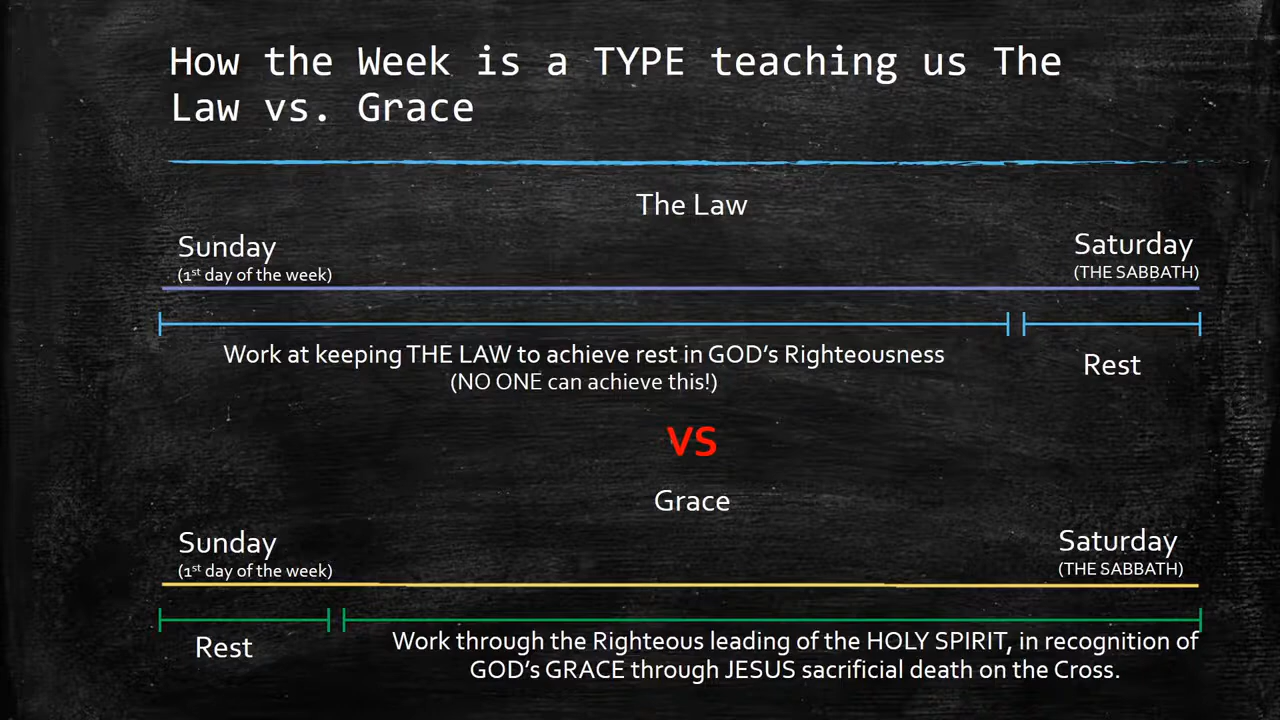 How the Week is a TYPE teaching us The
Law vs. Grace
The Law
Sunday
(1st day of the week)
Saturday
(THE SABBATH)
Work at keeping THE LAW to achieve rest in GOD's Righteousness
(NO ONE can achieve this!)
Rest
VS
Grace
Sunday
(1st day of the week)
Saturday
(THE SABBATH)
Rest
Work through the Righteous leading of the HOLY SPIRIT, in recognition of
GOD's GRACE through JESUS sacrificial death on the Cross.